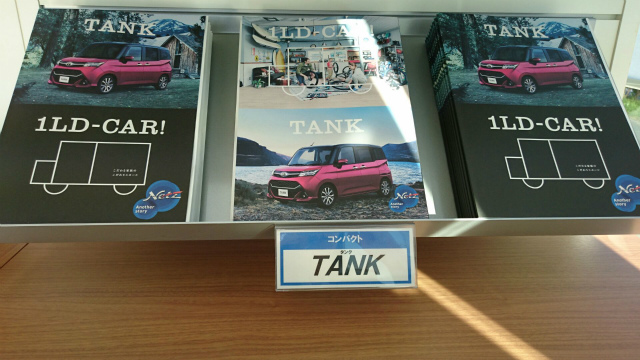 TANK
1LD-CAR!
Netz
Another
story
1LD-CAR!
TANK
Netz
Another
story
TANK
1LD-CAR!
Netz
Another
story
コンパクト
タンク
TANK